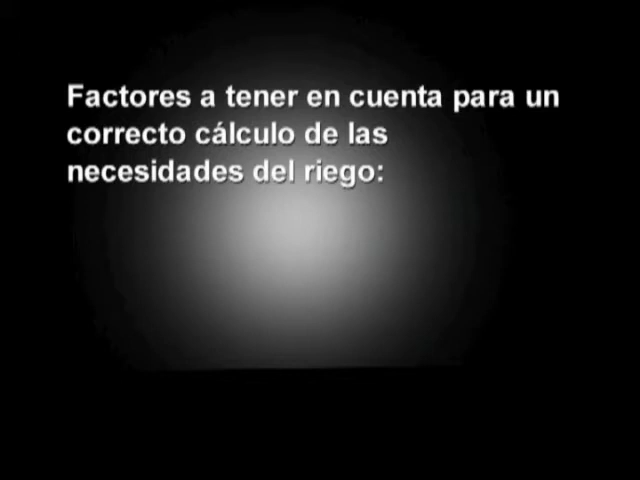 Factores a tener en cuenta para un
correcto cálculo de las
necesidades del riego: